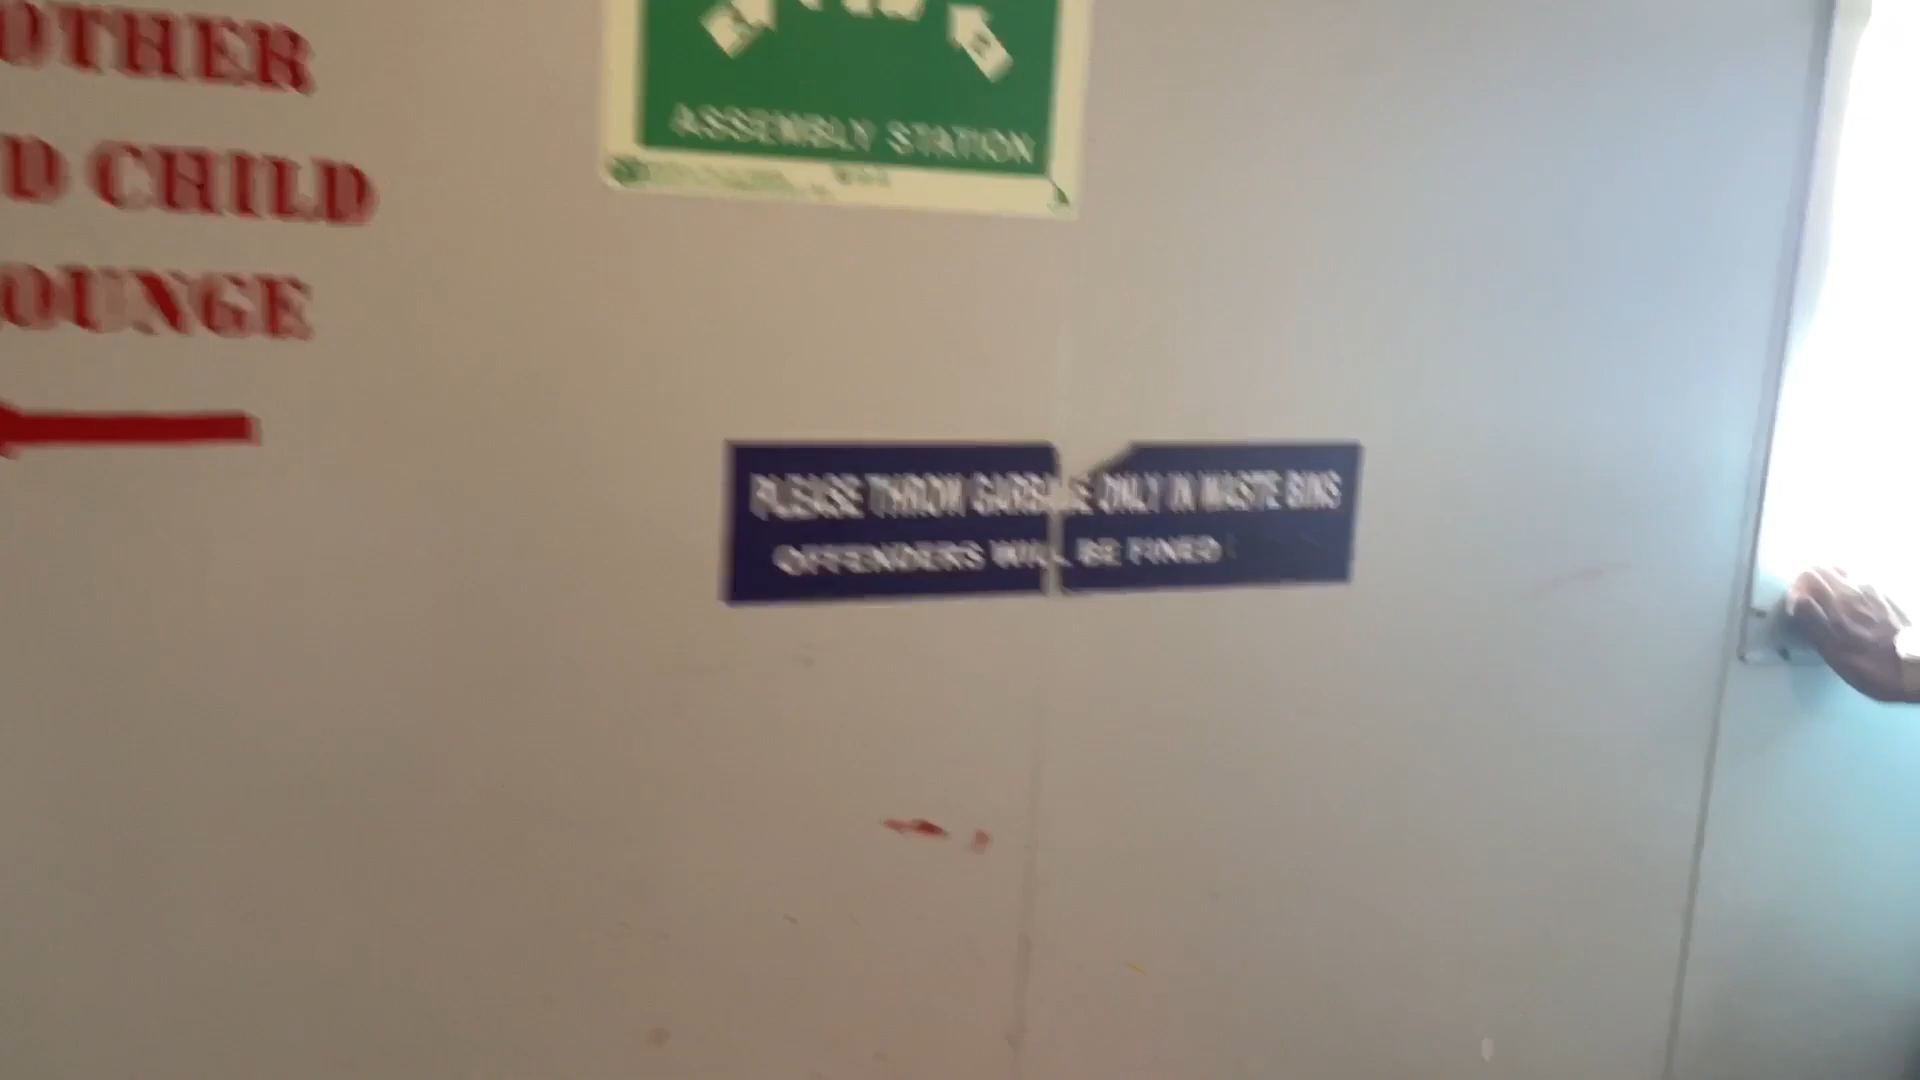 OTHER
D CHILD
OUNGE
ASSEMBLY STATION
PLEASE THROW GARBAGE ONLY IN WASTE BINS
OFFENDERS WILL BE FINED